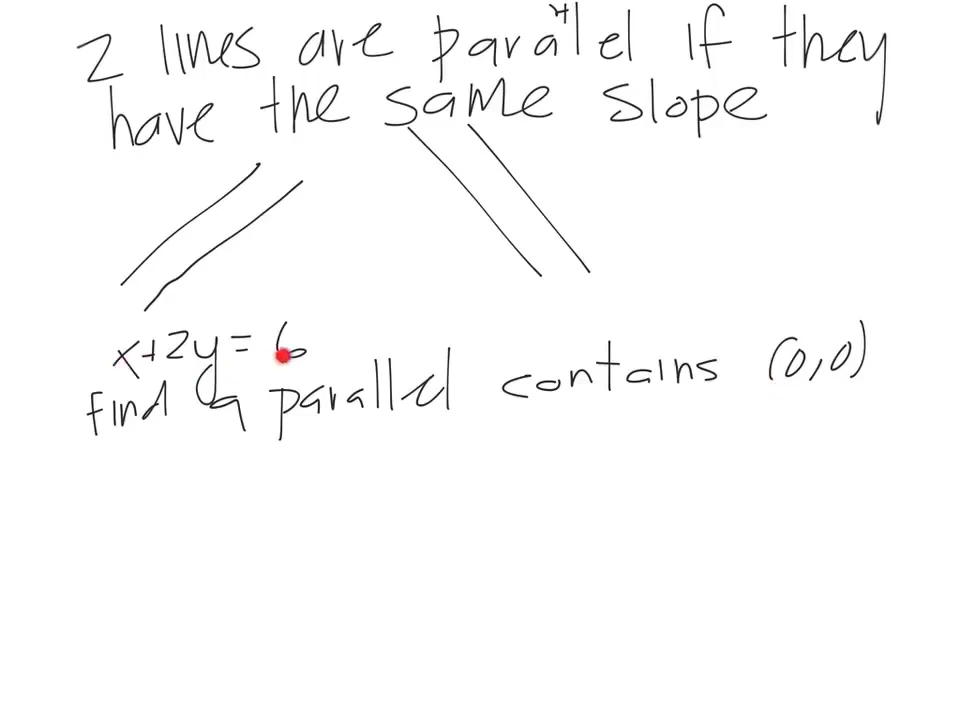 2 lines are parallel if they
have the same slope
x+2y=6
find a parallel contains (0,0)